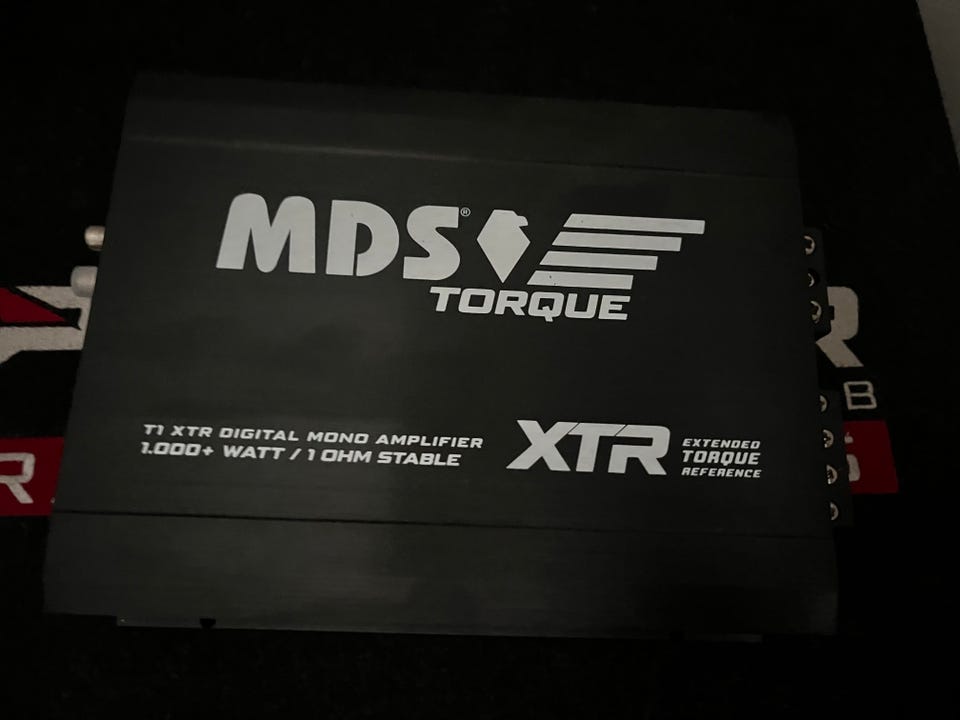 MDS®
TORQUE
T1 XTR DIGITAL MONO AMPLIFIER
1.000+ WATT / 1 OHM STABLE
XTR
EXTENDED
TORQUE
REFERENCE
R
B
R
S